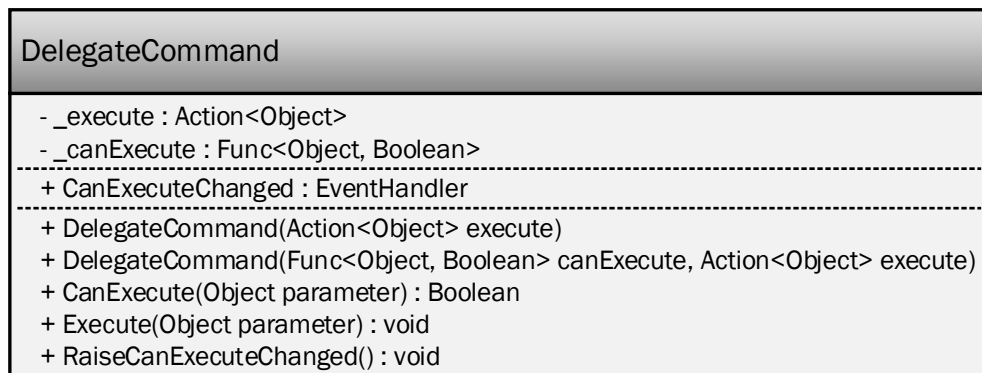 DelegateCommand
- _execute : Action<Object>
- _canExecute : Func<Object, Boolean>
+ CanExecuteChanged : EventHandler
+ DelegateCommand(Action<Object> execute)
+ DelegateCommand(Func<Object, Boolean> canExecute, Action<Object> execute)
+ CanExecute(Object parameter) : Boolean
+ Execute(Object parameter) : void
+ RaiseCanExecuteChanged() : void